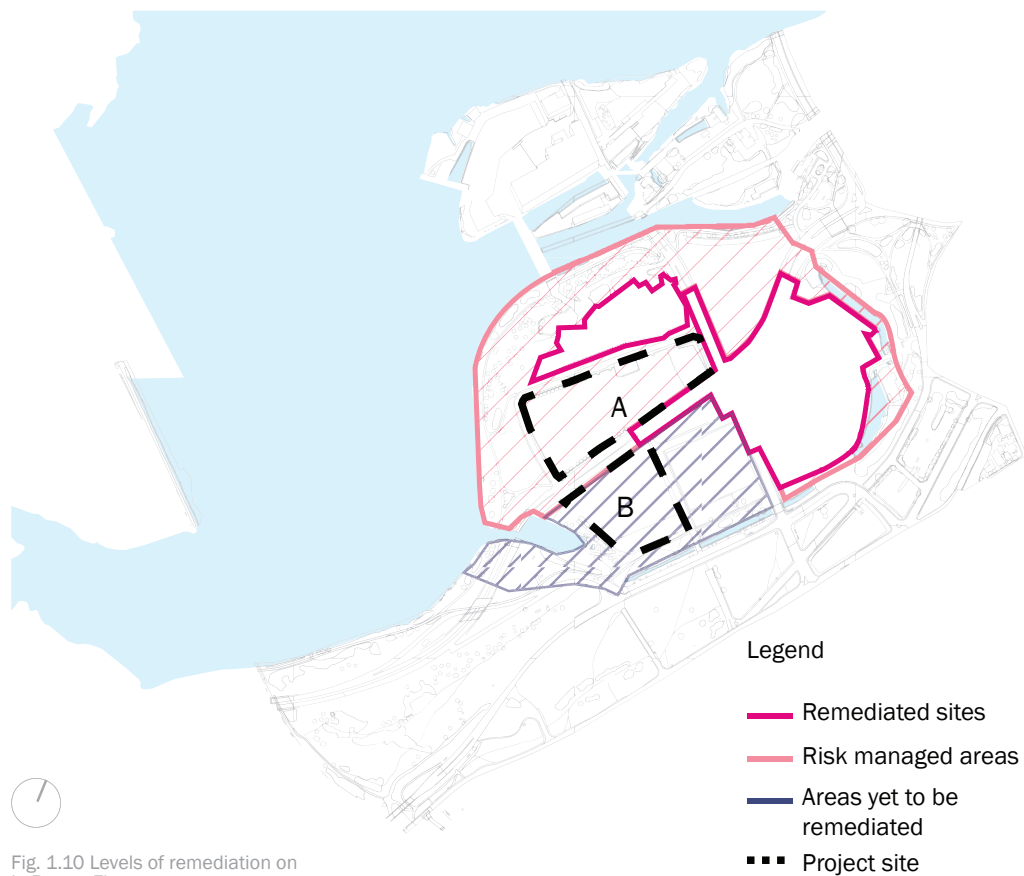 A
B
Legend
Remediated sites
Risk managed areas
Areas yet to be
remediated
Project site
Fig. 1.10 Levels of remediation on